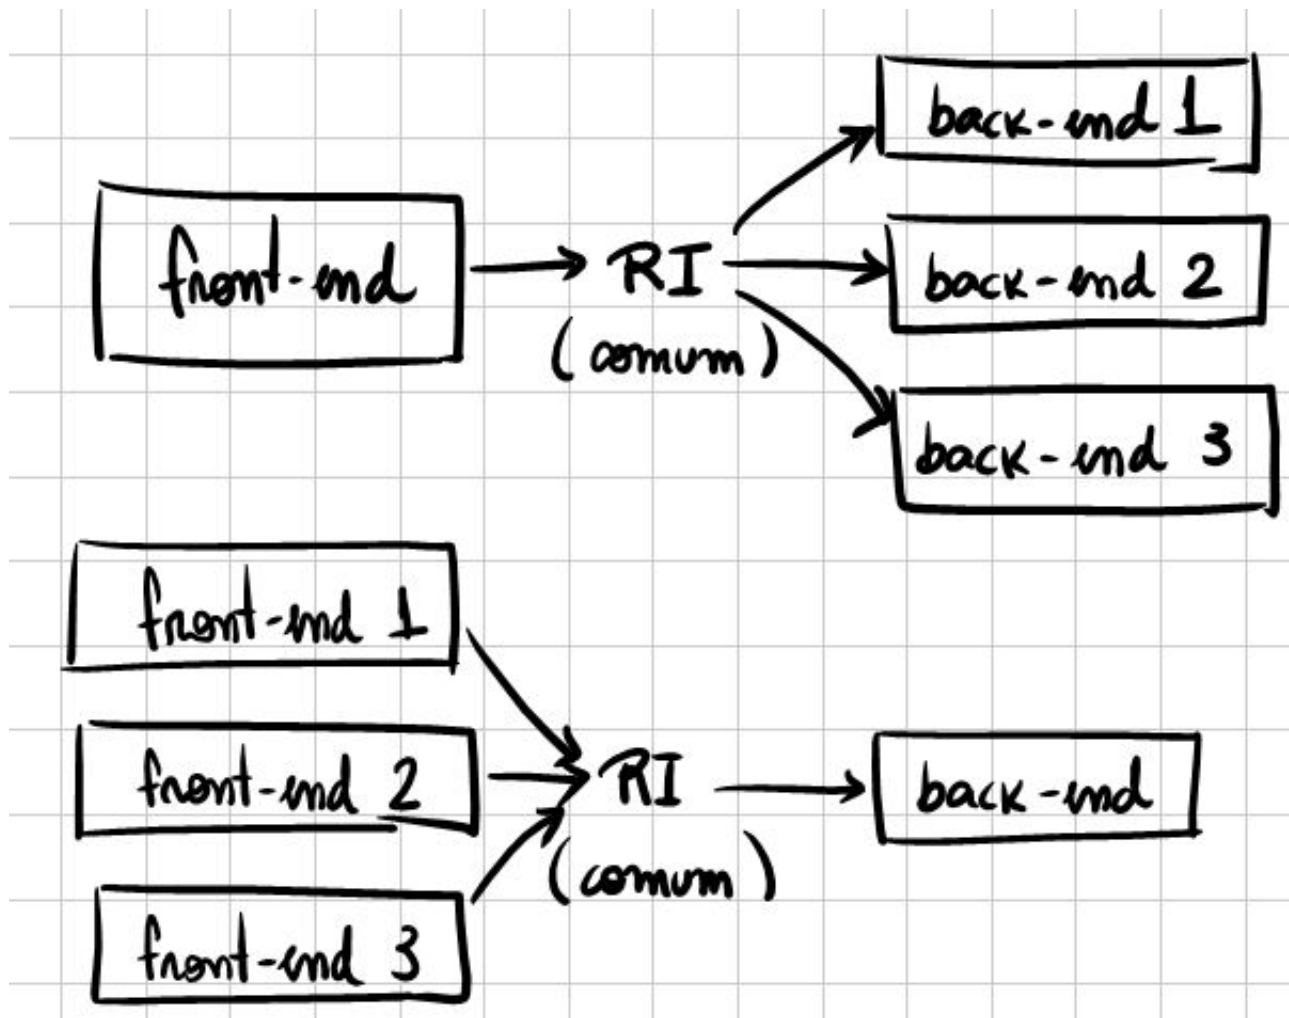 back-end 1
front-end
RI
back-end 2
(comum)
back-end 3
front-end 1
front-end 2
RI
back-end
(comum)
front-end 3